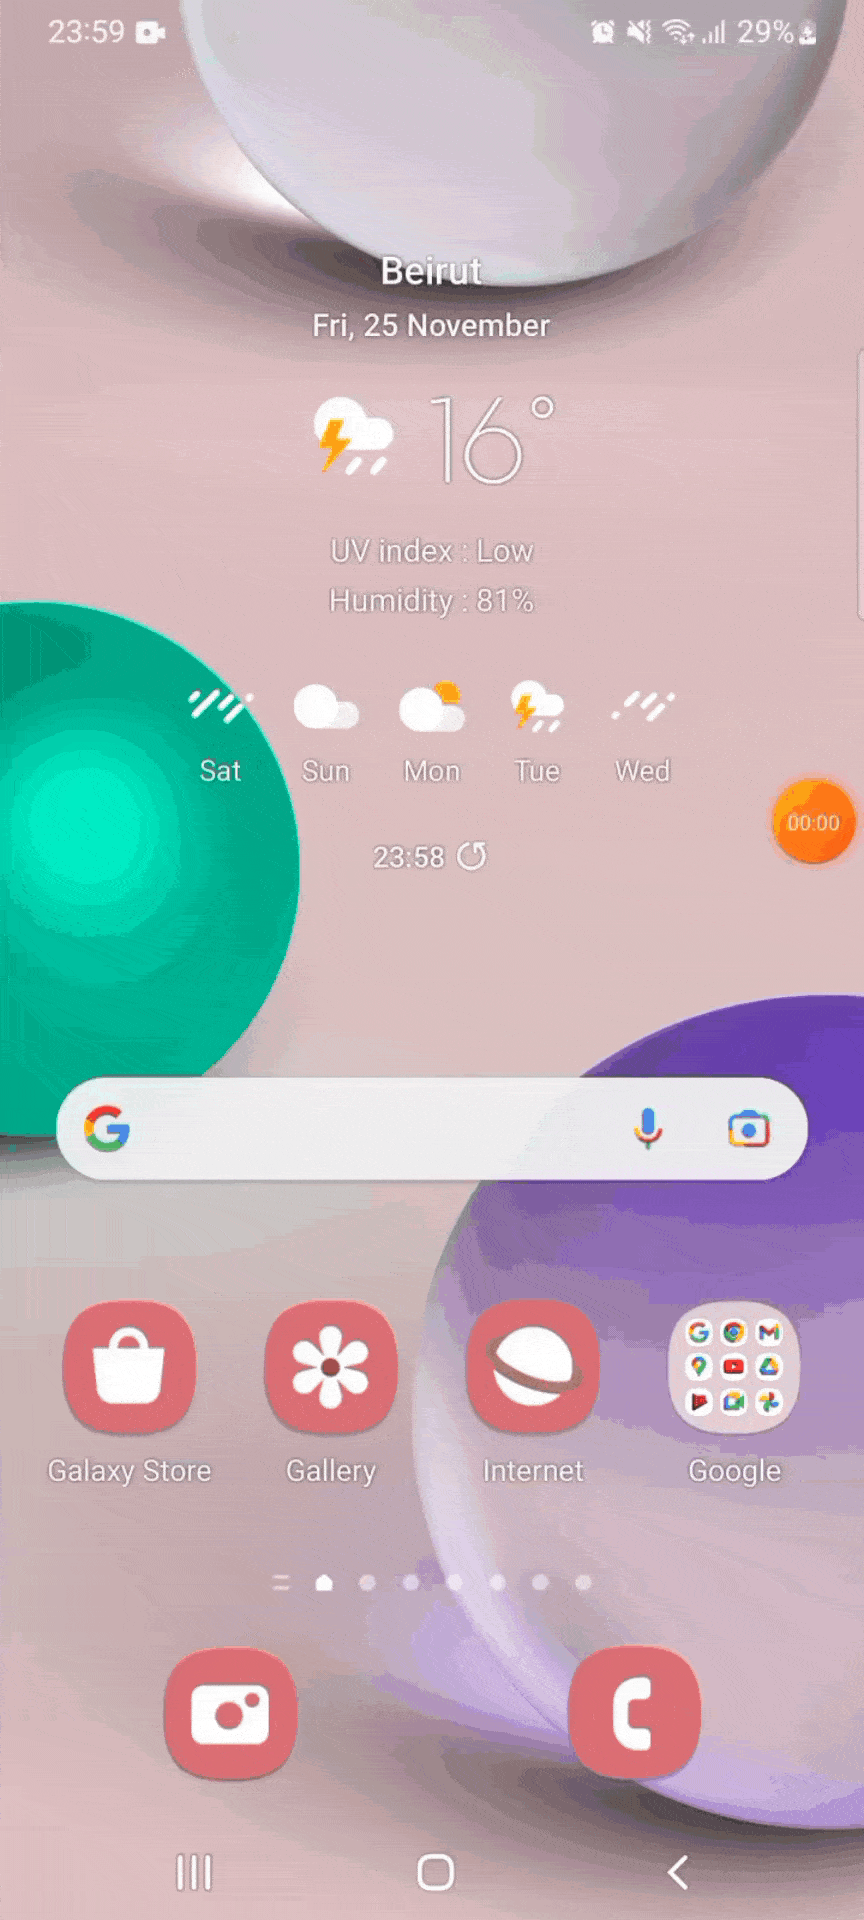 23:59 29%
Beirut
Fri, 25 November
16°
UV index : Low
Humidity : 81%
Sat Sun Mon Tue Wed
00:00
23:58
Galaxy Store Gallery Internet Google